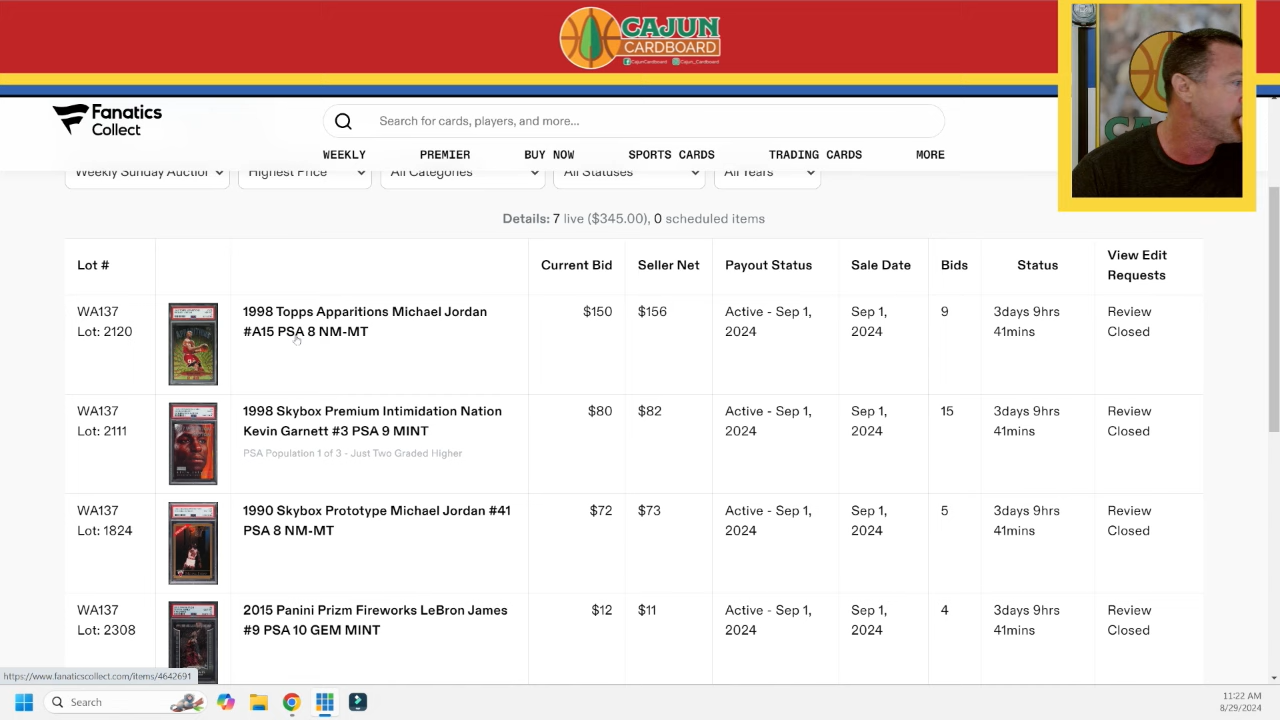 CAJUN
CARDBOARD
CajunCardboard Cajun_Cardboard
Fanatics
Collect
Search for cards, players, and more...
WEEKLY PREMIER BUY NOW SPORTS CARDS TRADING CARDS MORE
Weekly Sunday Auction Highest Price All Categories All Statuses All Years
Details: 7 live ($345.00), 0 scheduled items
Lot # Current Bid Seller Net Payout Status Sale Date Bids Status View Edit
Requests
WA137 1998 Topps Apparitions Michael Jordan $150 $156 Active - Sep 1, Sep 1, 9 3days 9hrs Review
Lot: 2120 #A15 PSA 8 NM-MT 2024 2024 41mins Closed
WA137 1998 Skybox Premium Intimidation Nation $80 $82 Active - Sep 1, Sep 1, 15 3days 9hrs Review
Lot: 2111 Kevin Garnett #3 PSA 9 MINT 2024 2024 41mins Closed
PSA Population 1 of 3 - Just Two Graded Higher
WA137 1990 Skybox Prototype Michael Jordan #41 $72 $73 Active - Sep 1, Sep 1, 5 3days 9hrs Review
Lot: 1824 PSA 8 NM-MT 2024 2024 41mins Closed
WA137 2015 Panini Prizm Fireworks LeBron James $12 $11 Active - Sep 1, Sep 1, 4 3days 9hrs Review
Lot: 2308 #9 PSA 10 GEM MINT 2024 2024 41mins Closed
https://www.fanaticscollect.com/items/4642691
Search
11:22 AM
8/29/2024